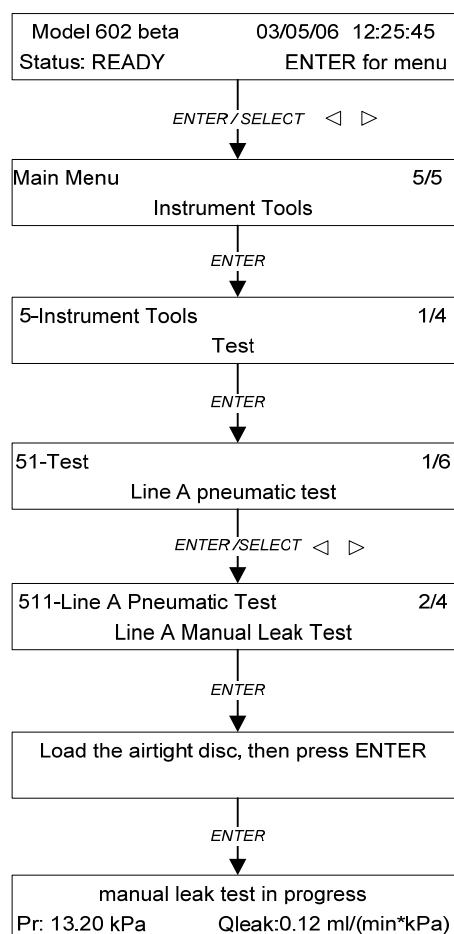 Model 602 beta 03/05/06 12:25:45
Status: READY ENTER for menu
ENTER/SELECT ◁ ▷
Main Menu 5/5
Instrument Tools
ENTER
5-Instrument Tools 1/4
Test
ENTER
51-Test 1/6
Line A pneumatic test
ENTER/SELECT ◁ ▷
511-Line A Pneumatic Test 2/4
Line A Manual Leak Test
ENTER
Load the airtight disc, then press ENTER
ENTER
manual leak test in progress
Pr: 13.20 kPa Qleak:0.12 ml/(min*kPa)